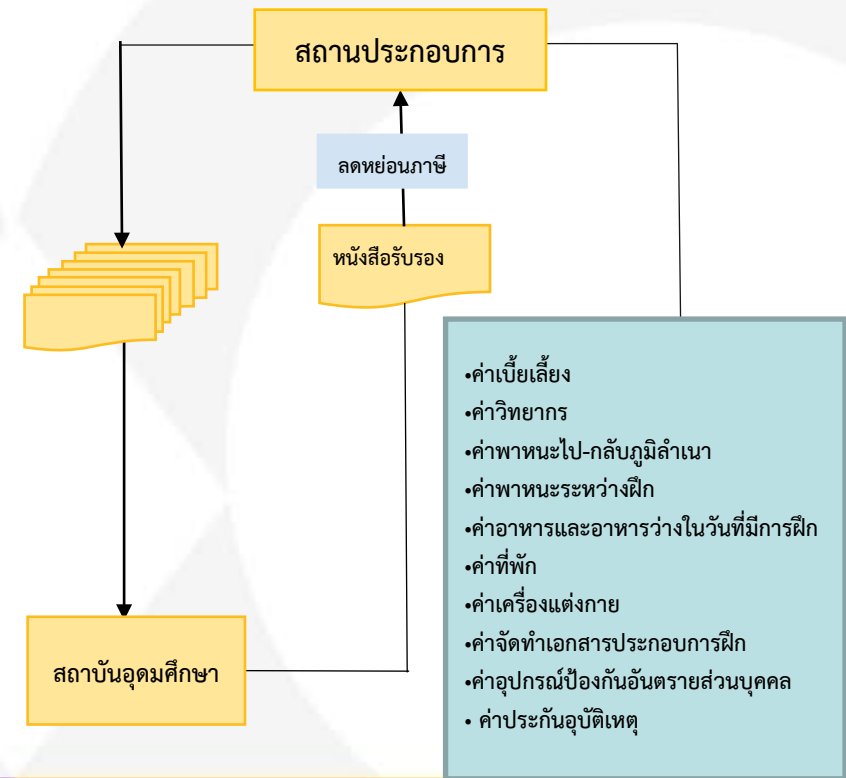 สถานประกอบการ
ลดหย่อนภาษี
หนังสือรับรอง
สถาบันอุดมศึกษา
•ค่าเบี้ยเลี้ยง
•ค่าวิทยากร
•ค่าพาหนะไป-กลับภูมิลำเนา
•ค่าพาหนะระหว่างฝึก
•ค่าอาหารและอาหารว่างในวันที่มีการฝึก
•ค่าที่พัก
•ค่าเครื่องแต่งกาย
•ค่าจัดทำเอกสารประกอบการฝึก
•ค่าอุปกรณ์ป้องกันอันตรายส่วนบุคคล
• ค่าประกันอุบัติเหตุ